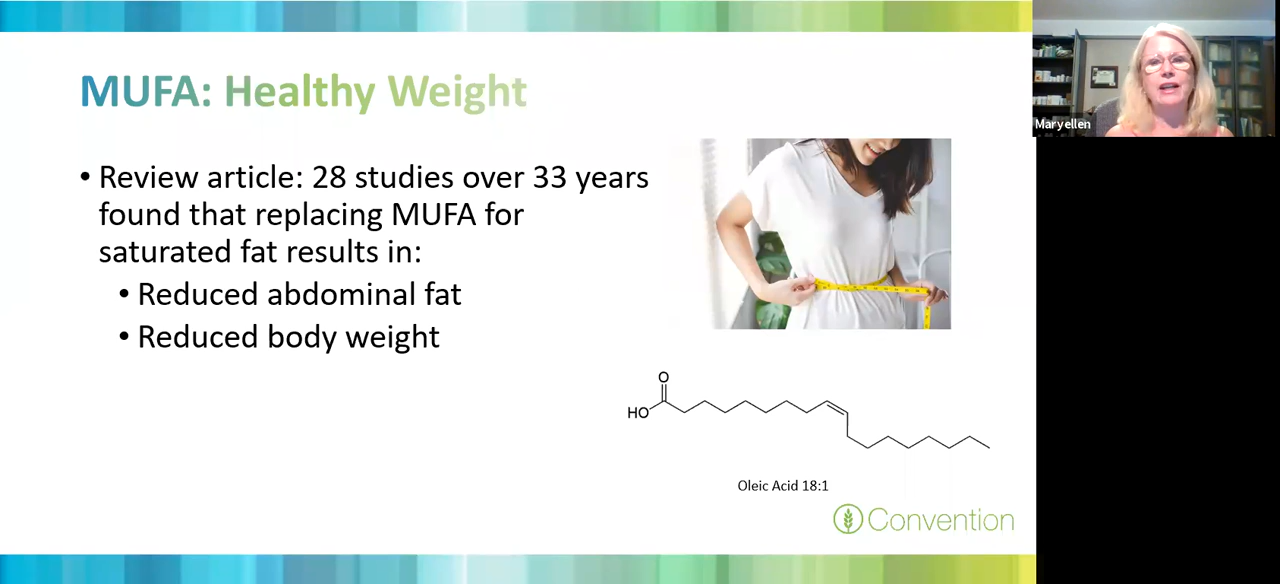 MUFA: Healthy Weight
• Review article: 28 studies over 33 years
found that replacing MUFA for
saturated fat results in:
• Reduced abdominal fat
• Reduced body weight
O
HO
Oleic Acid 18:1
Convention
Maryellen